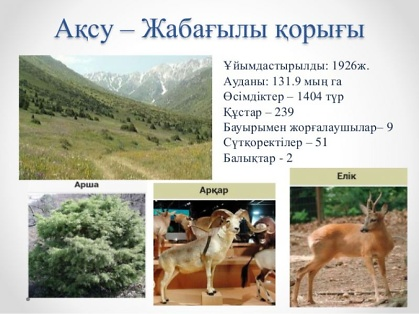 Ақсу – Жабағылы қорығы
Ұйымдастырылды: 1926ж.
Ауданы: 131.9 мың га
Өсімдіктер – 1404 түр
Құстар – 239
Бауырымен жорғалаушылар– 9
Сүтқоректілер – 51
Балықтар - 2
Арша
Арқар
Елік